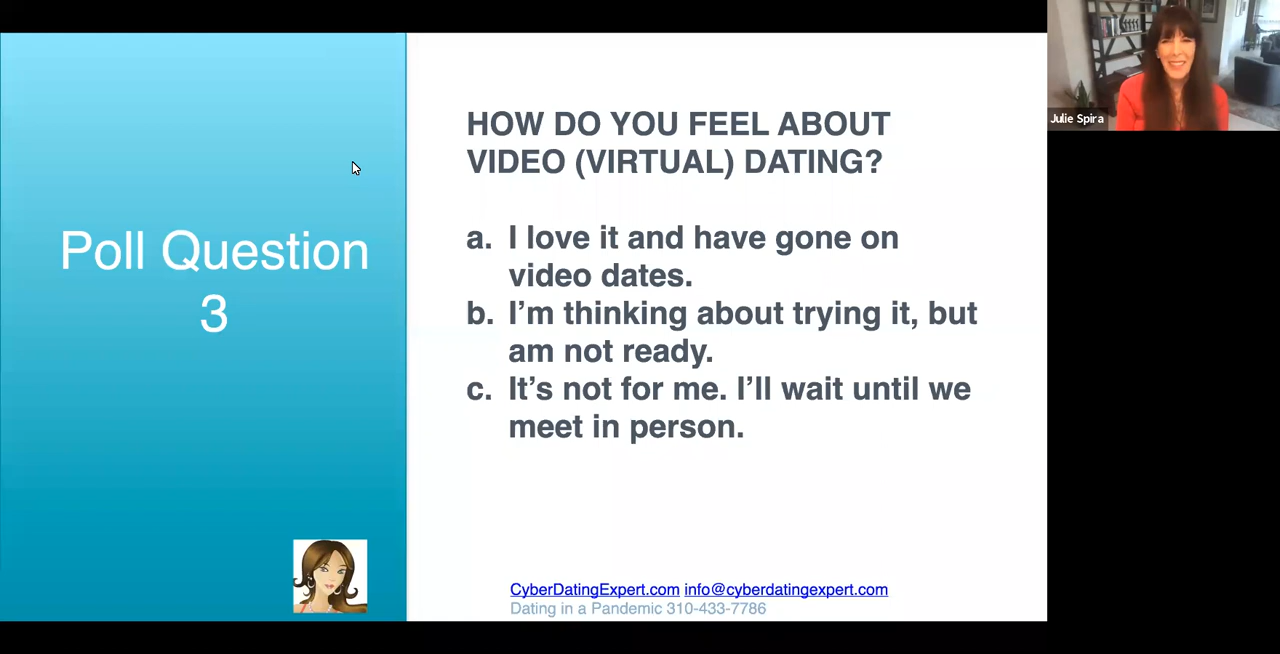 Poll Question
3
HOW DO YOU FEEL ABOUT
VIDEO (VIRTUAL) DATING?
a. I love it and have gone on
video dates.
b. I’m thinking about trying it, but
am not ready.
c. It’s not for me. I’ll wait until we
meet in person.
CyberDatingExpert.com info@cyberdatingexpert.com
Dating in a Pandemic 310-433-7786
Julie Spira